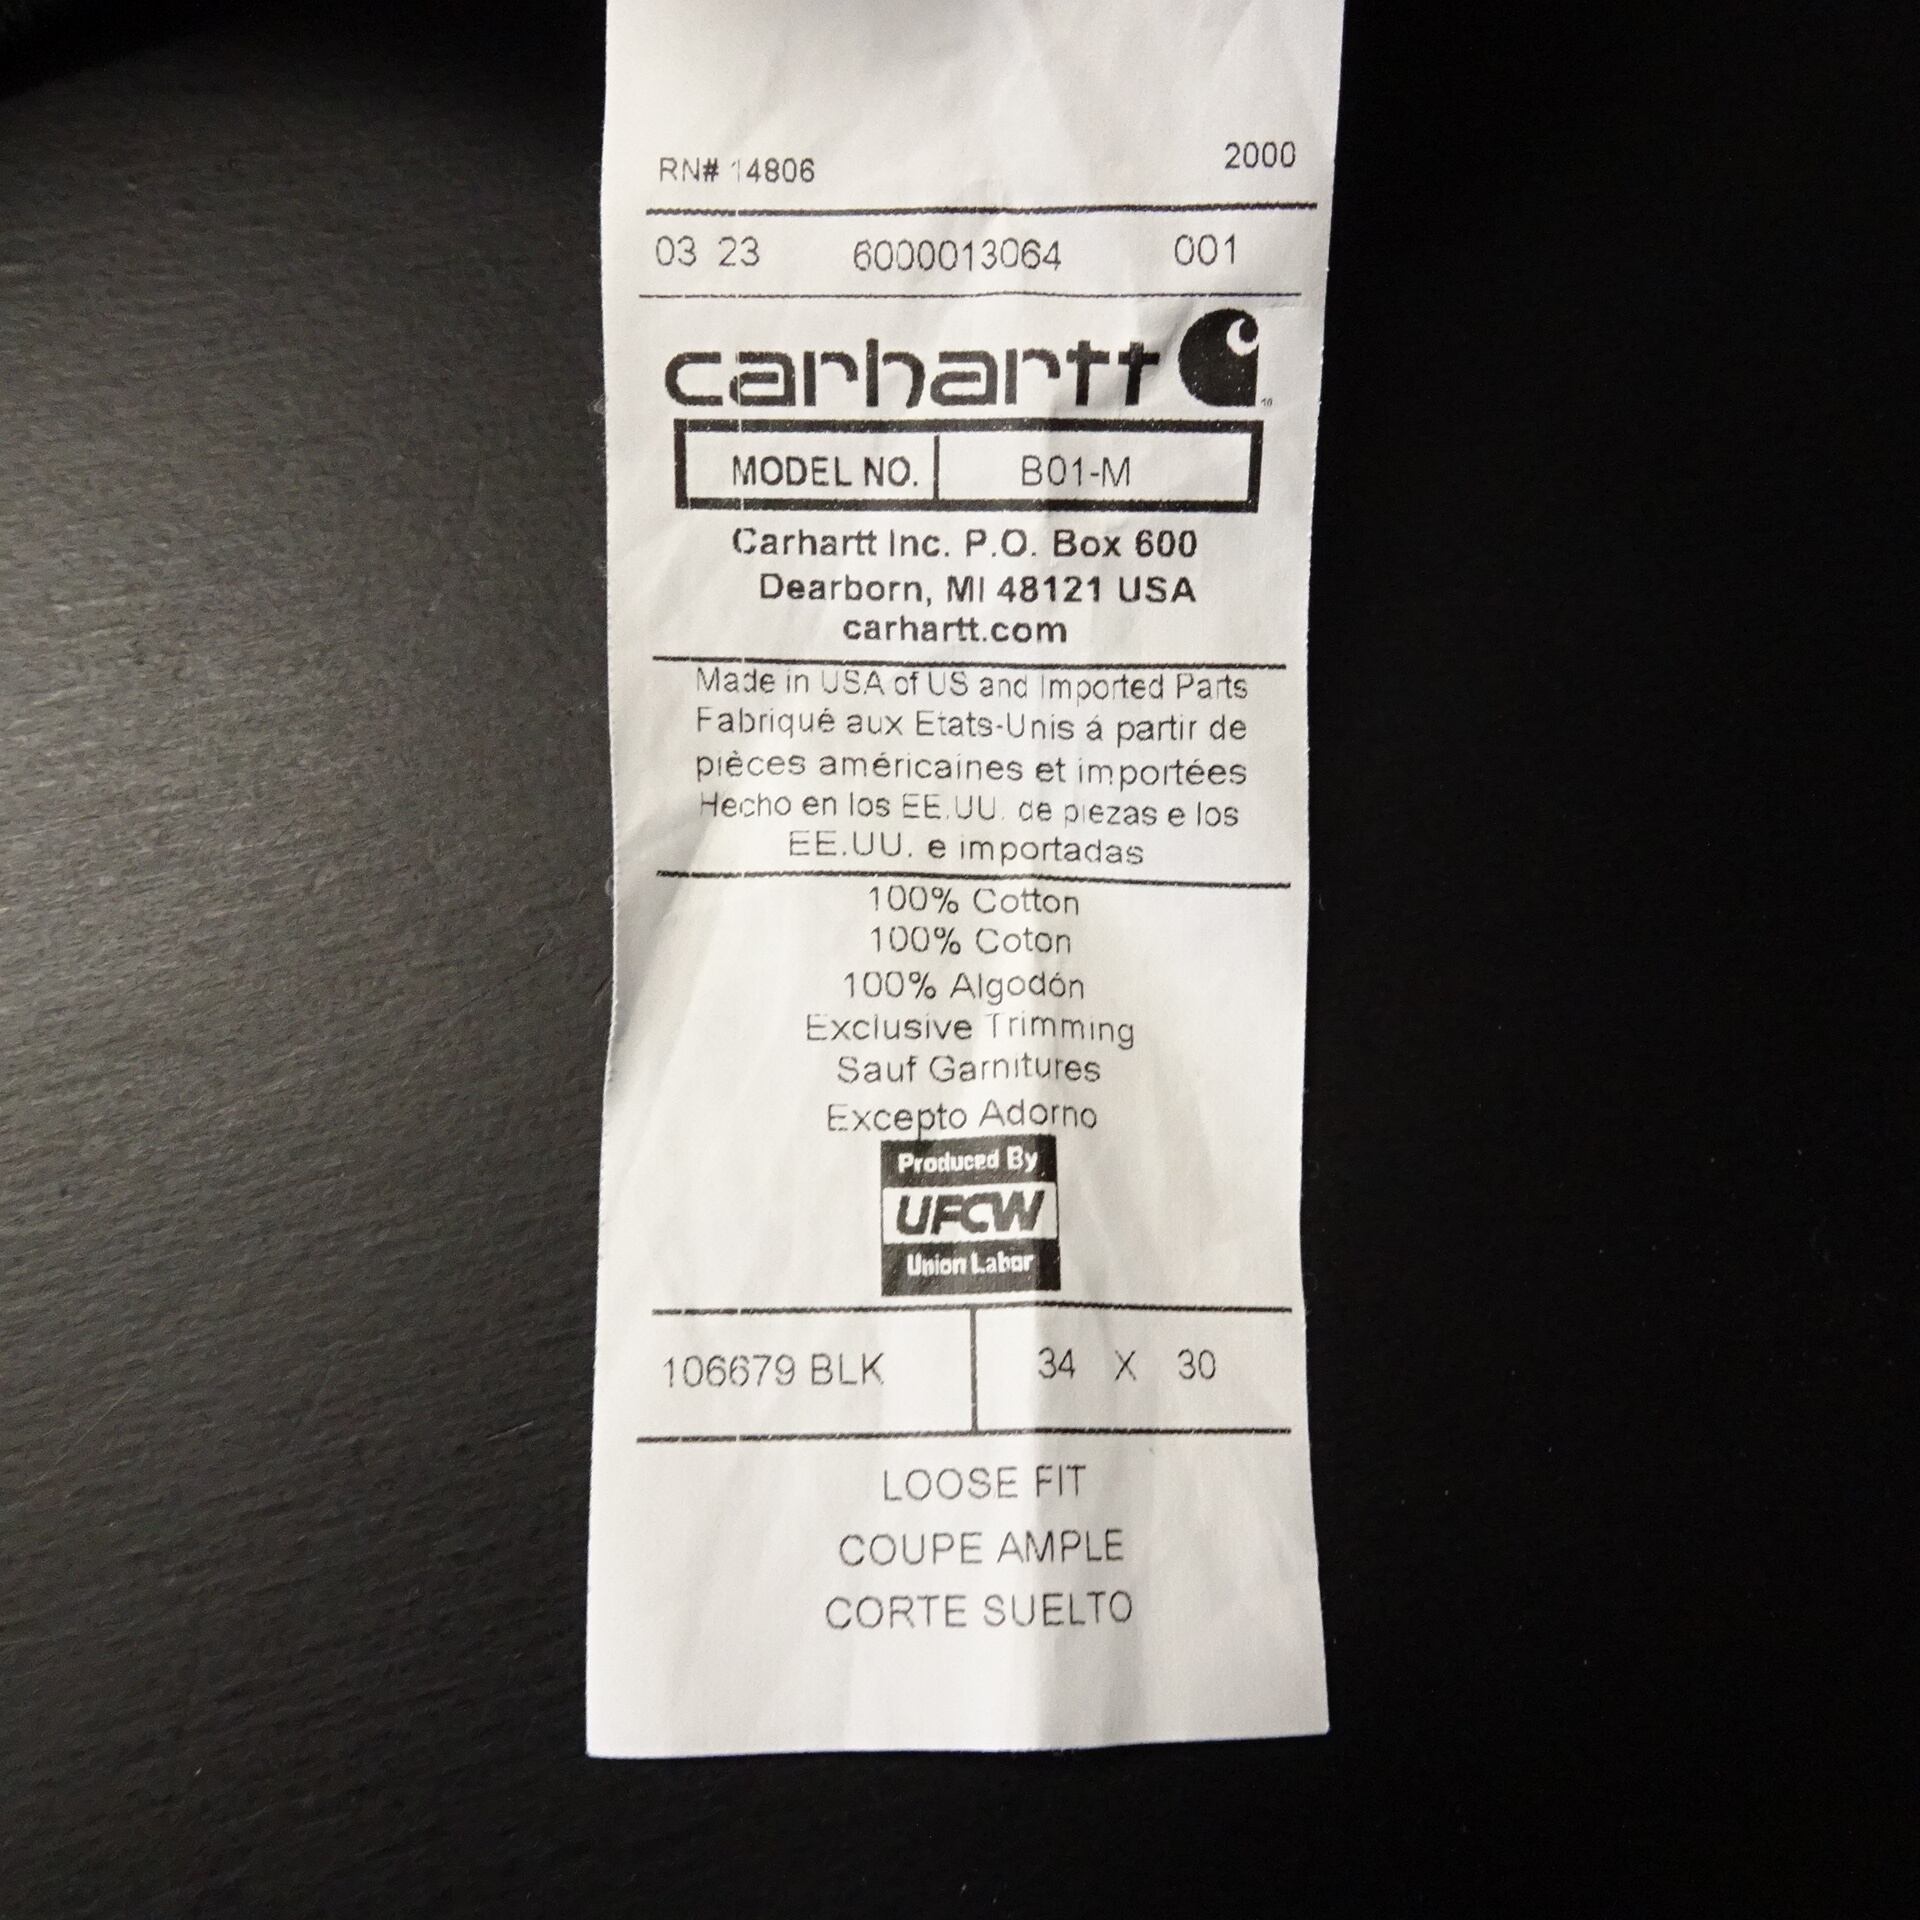 RN# 14806 2000
03 23 6000013064 001
carhartt
MODEL NO. B01-M
Carhartt Inc. P.O. Box 600
Dearborn, MI 48121 USA
carhartt.com
Made in USA of US and Imported Parts
Fabriqué aux Etats-Unis á partir de
pièces américaines et importées
Hecho en los EE.UU. de piezas e los
EE.UU. e importadas
100% Cotton
100% Coton
100% Algodón
Exclusive Trimming
Sauf Garnitures
Excepto Adorno
Produced By
UFCW
Union Labor
106679 BLK 34 X 30
LOOSE FIT
COUPE AMPLE
CORTE SUELTO